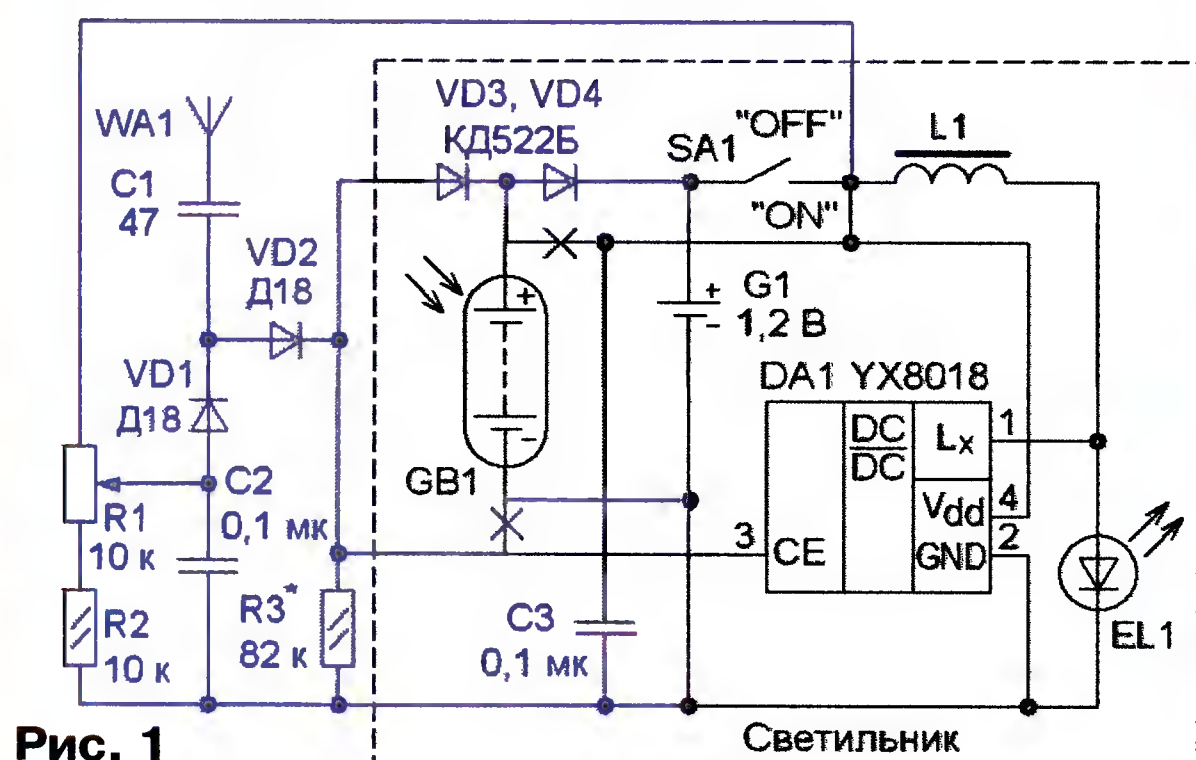 WA1
C1
47
VD2
Д18
VD1
Д18
R1
10 к
R2
10 к
C2
0,1 мк
R3*
82 к
VD3, VD4
КД522Б
SA1
"OFF"
"ON"
L1
GB1
+
−
+
−
G1
1,2 В
DA1 YX8018
DC
DC
Lx
Vdd
GND
CE
1
4
2
3
C3
0,1 мк
EL1
Светильник
Рис. 1